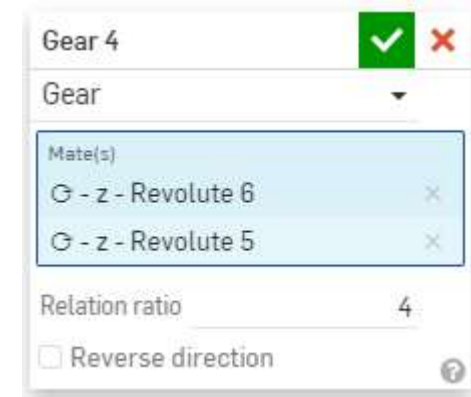 Gear 4
Gear
Mate(s)
- z - Revolute 6
- z - Revolute 5
Relation ratio 4
Reverse direction
?